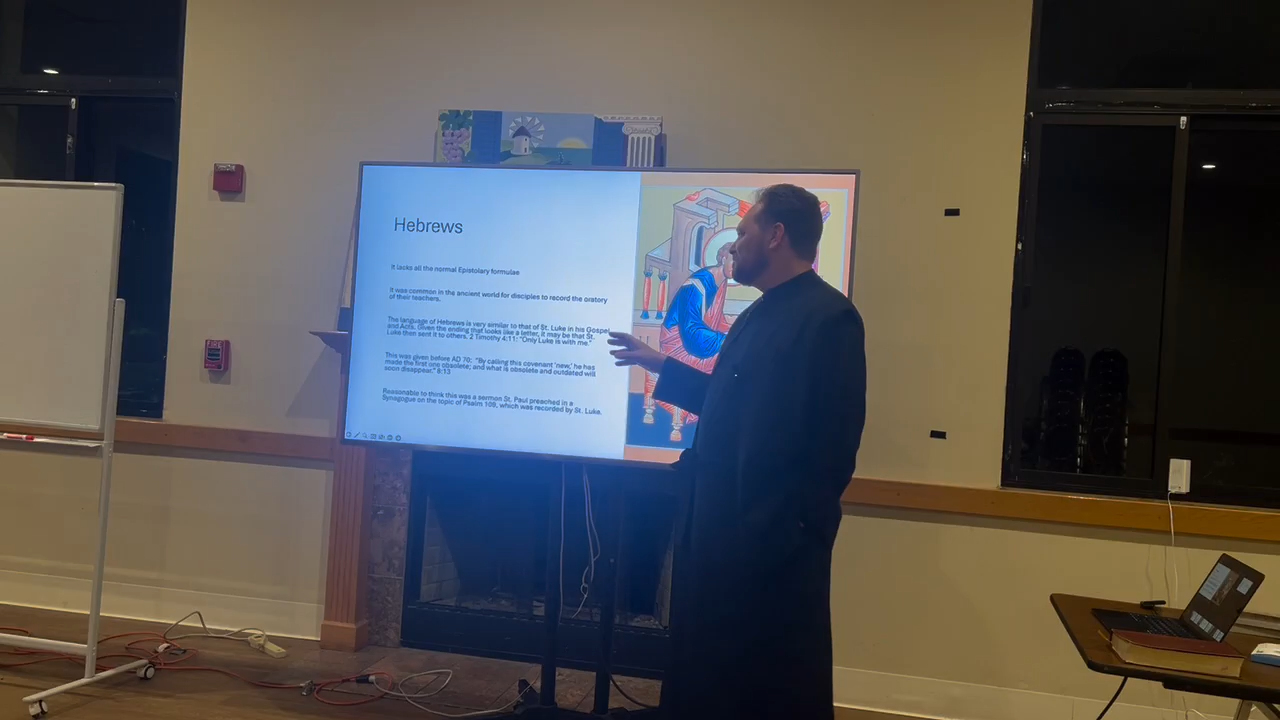 Hebrews
It lacks all the normal Epistolary formulae
It was common in the ancient world for disciples to record the oratory
of their teachers.
The language of Hebrews is very similar to that of St. Luke in his Gospel
and Acts. Given the ending that looks like a letter, it may be that St.
Luke then sent it to others. 2 Timothy 4:11: “Only Luke is with me.”
This was given before AD 70: “By calling this covenant ‘new,’ he has
made the first one obsolete; and what is obsolete and outdated will
soon disappear.” 8:13
Reasonable to think this was a sermon St. Paul preached in a
Synagogue on the topic of Psalm 109, which was recorded by St. Luke.
FIRE